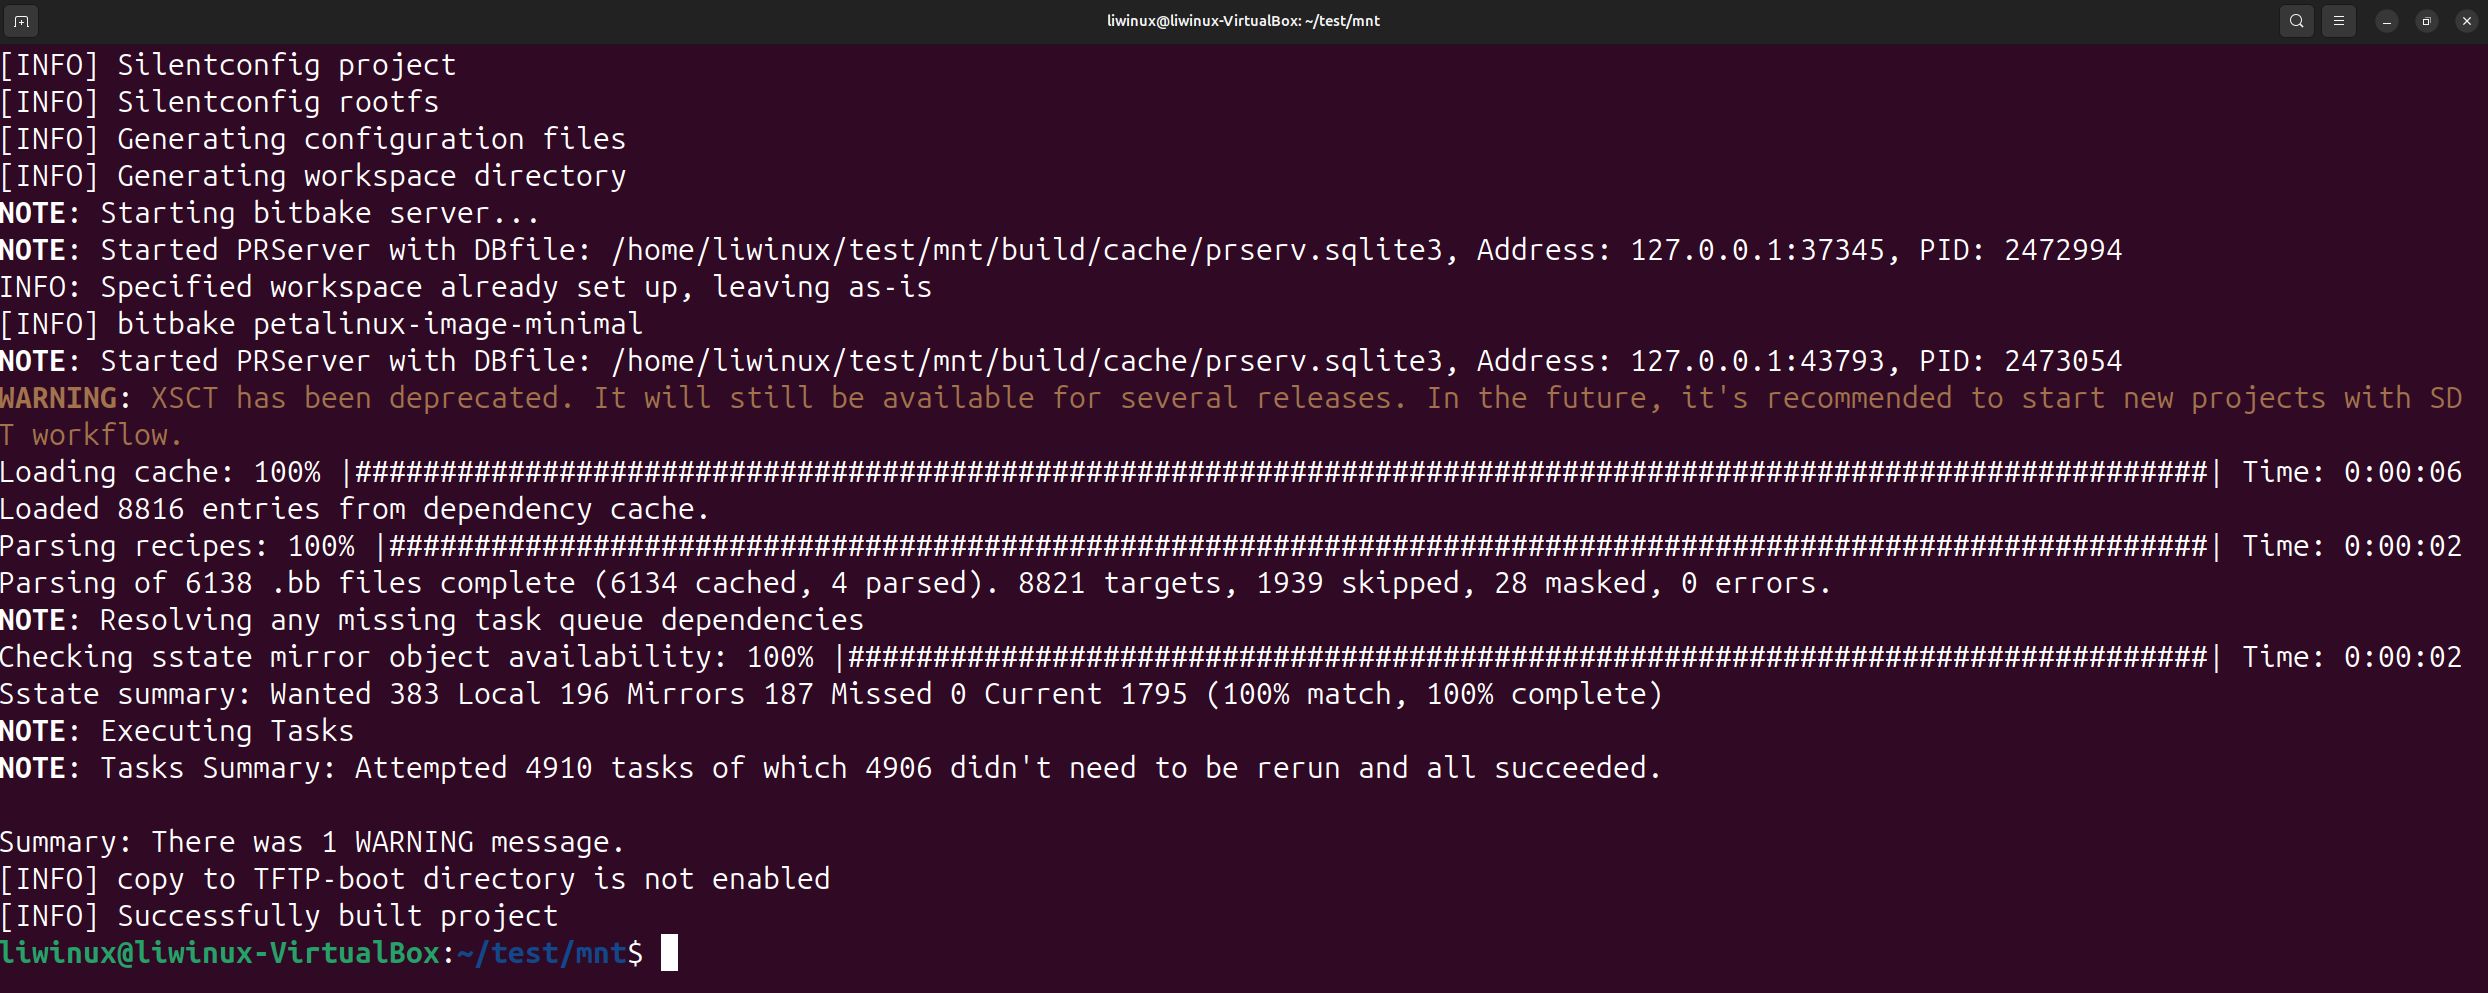 liwinux@liwinux-VirtualBox: ~/test/mnt
[INFO] Silentconfig project
[INFO] Silentconfig rootfs
[INFO] Generating configuration files
[INFO] Generating workspace directory
NOTE: Starting bitbake server...
NOTE: Started PRServer with DBfile: /home/liwinux/test/mnt/build/cache/prserv.sqlite3, Address: 127.0.0.1:37345, PID: 2472994
INFO: Specified workspace already set up, leaving as-is
[INFO] bitbake petalinux-image-minimal
NOTE: Started PRServer with DBfile: /home/liwinux/test/mnt/build/cache/prserv.sqlite3, Address: 127.0.0.1:43793, PID: 2473054
WARNING: XSCT has been deprecated. It will still be available for several releases. In the future, it's recommended to start new projects with SD
T workflow.
Loading cache: 100% |#############################################################################################################| Time: 0:00:06
Loaded 8816 entries from dependency cache.
Parsing recipes: 100% |###########################################################################################################| Time: 0:00:02
Parsing of 6138 .bb files complete (6134 cached, 4 parsed). 8821 targets, 1939 skipped, 28 masked, 0 errors.
NOTE: Resolving any missing task queue dependencies
Checking sstate mirror object availability: 100% |################################################################################| Time: 0:00:02
Sstate summary: Wanted 383 Local 196 Mirrors 187 Missed 0 Current 1795 (100% match, 100% complete)
NOTE: Executing Tasks
NOTE: Tasks Summary: Attempted 4910 tasks of which 4906 didn't need to be rerun and all succeeded.
Summary: There was 1 WARNING message.
[INFO] copy to TFTP-boot directory is not enabled
[INFO] Successfully built project
liwinux@liwinux-VirtualBox:~/test/mnt$